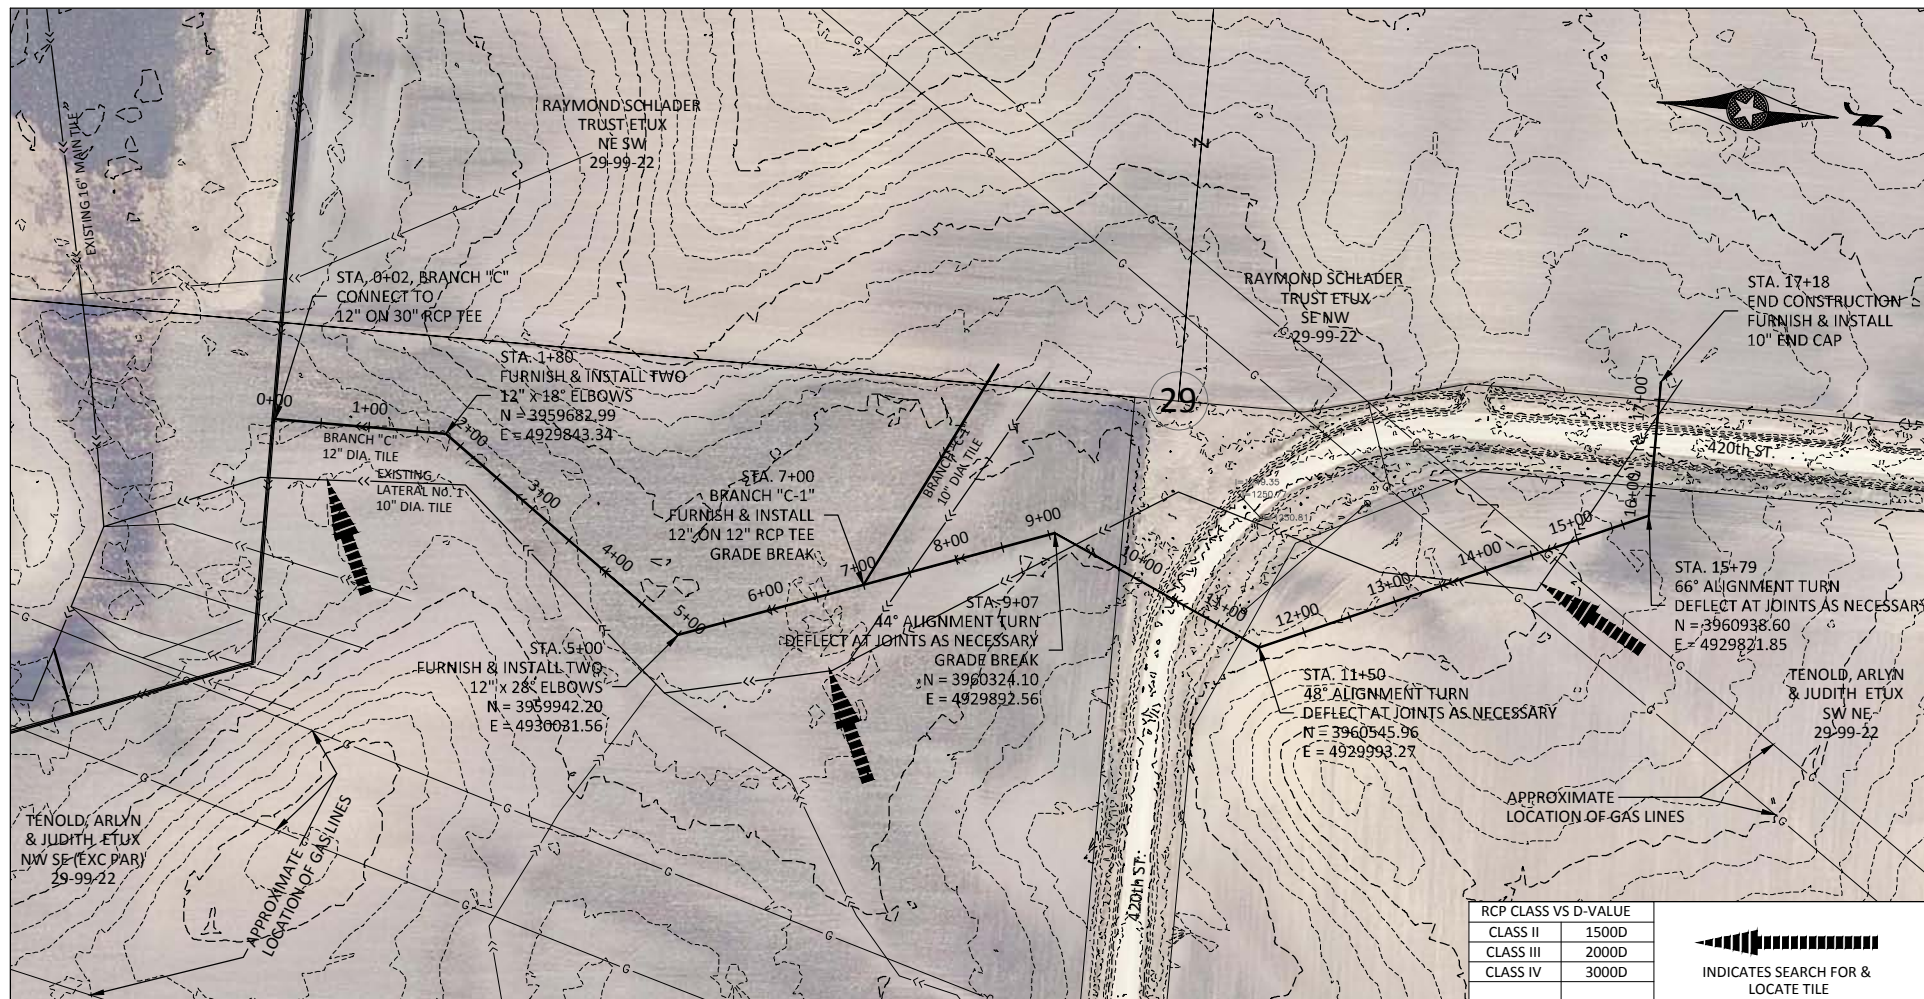 EXISTING 16" MAIN TILE
RAYMOND SCHLADER
TRUST ETUX
NE SW
29-99-22
STA. 0+02, BRANCH "C"
CONNECT TO
12" ON 30" RCP TEE
STA. 1+80
FURNISH & INSTALL TWO
12" x 18° ELBOWS
N = 3959682.99
E = 4929843.34
0+00
1+00
2+00
3+00
4+00
5+00
6+00
7+00
8+00
9+00
10+00
11+00
12+00
13+00
14+00
15+00
16+00
17+00
BRANCH "C"
12" DIA. TILE
EXISTING
LATERAL No. 1
10" DIA. TILE
STA. 7+00
BRANCH "C-1"
FURNISH & INSTALL
12" ON 12" RCP TEE
GRADE BREAK
BRANCH "C-1"
10" DIA. TILE
29
RAYMOND SCHLADER
TRUST ETUX
SE NW
29-99-22
STA. 17+18
END CONSTRUCTION
FURNISH & INSTALL
10" END CAP
420th ST.
STA. 5+00
FURNISH & INSTALL TWO
12" x 28° ELBOWS
N = 3959942.20
E = 4930031.56
STA. 9+07
44° ALIGNMENT TURN
DEFLECT AT JOINTS AS NECESSARY
GRADE BREAK
N = 3960324.10
E = 4929892.56
STA. 11+50
48° ALIGNMENT TURN
DEFLECT AT JOINTS AS NECESSARY
N = 3960545.96
E = 4929993.27
STA. 15+79
66° ALIGNMENT TURN
DEFLECT AT JOINTS AS NECESSARY
N = 3960938.60
E = 4929821.85
TENOLD, ARLYN
& JUDITH ETUX
SW NE
29-99-22
APPROXIMATE
LOCATION OF GAS LINES
TENOLD, ARLYN
& JUDITH ETUX
NW SE (EXC PAR)
29-99-22
APPROXIMATE
LOCATION OF GAS LINES
420th ST.
RCP CLASS VS D-VALUE
CLASS II 1500D
CLASS III 2000D
CLASS IV 3000D
INDICATES SEARCH FOR &
LOCATE TILE